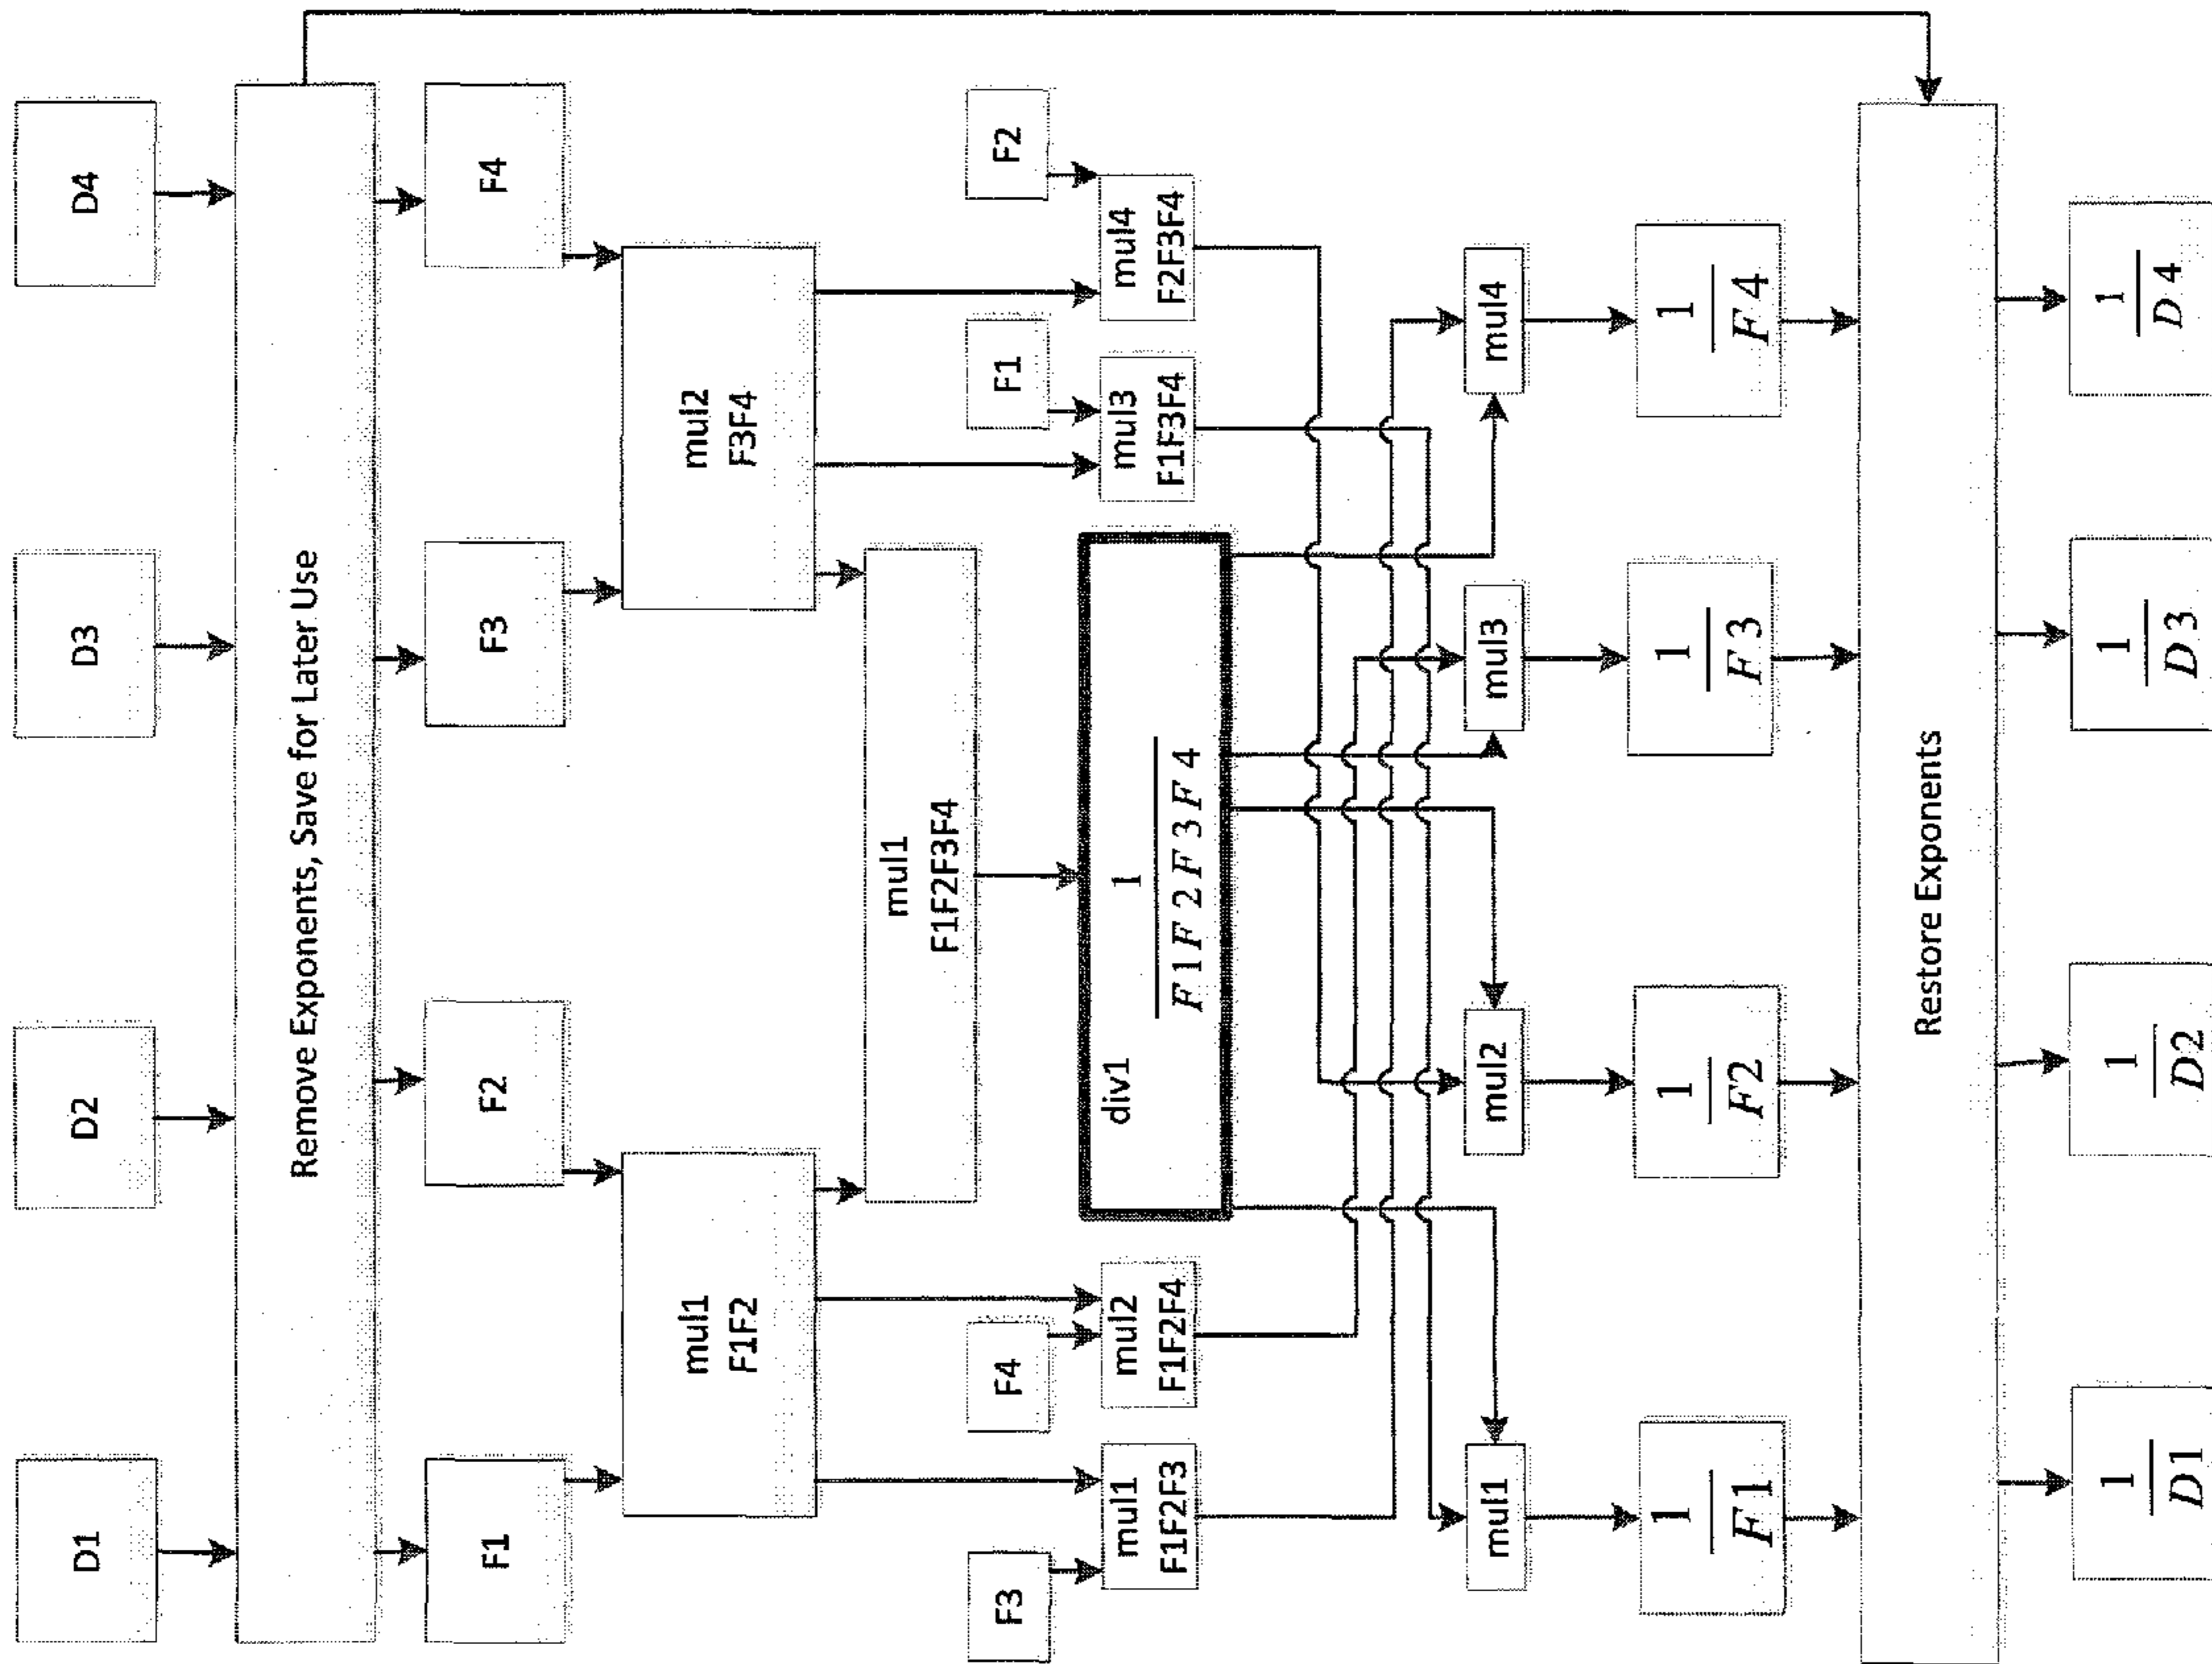 D1
D2
D3
D4
Remove Exponents, Save for Later Use
F1
F2
F3
F4
mul1
F1F2
mul2
F3F4
mul1
F1F2F3F4
F3
F4
F1
F2
mul1
F1F2F3
mul2
F1F2F4
div1
1
F1F2F3F4
mul3
F1F3F4
mul4
F2F3F4
mul1
mul2
mul3
mul4
1
F1
1
F2
1
F3
1
F4
Restore Exponents
1
D1
1
D2
1
D3
1
D4